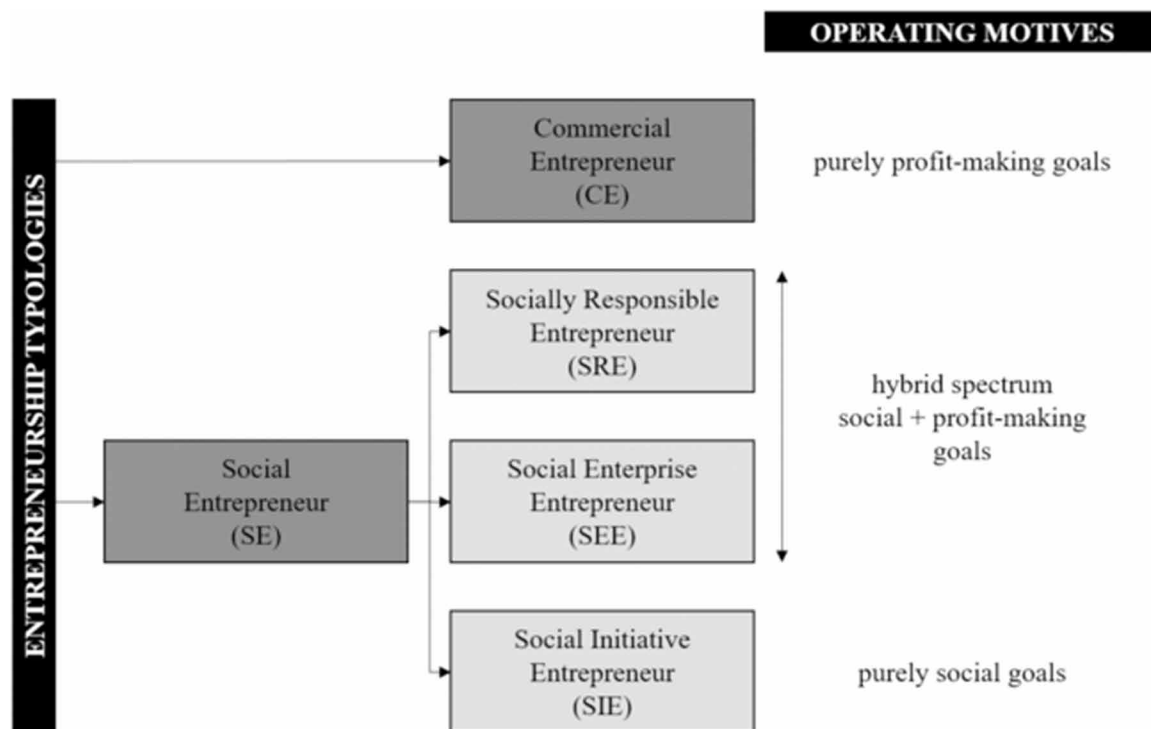 OPERATING MOTIVES
ENTREPRENEURSHIP TYPOLOGIES
Commercial
Entrepreneur
(CE)
purely profit-making goals
Socially Responsible
Entrepreneur
(SRE)
hybrid spectrum
social + profit-making
goals
Social
Entrepreneur
(SE)
Social Enterprise
Entrepreneur
(SEE)
Social Initiative
Entrepreneur
(SIE)
purely social goals